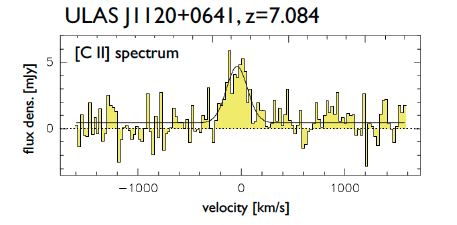 ULAS J1120+0641, z=7.084
[C II] spectrum
flux dens. [mJy]
5
0
−1000
0
1000
velocity [km/s]